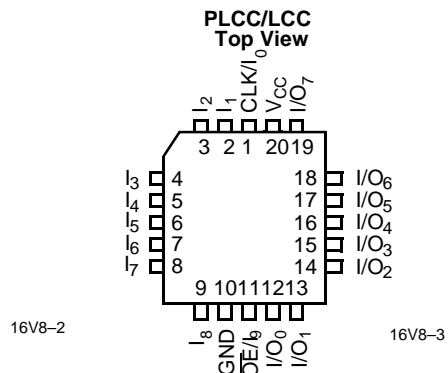 PLCC/LCC
Top View
I₂ I₁ CLK/I₀ V_CC I/O₇
3 2 1 20 19
I₃ 4 18 I/O₆
I₄ 5 17 I/O₅
I₅ 6 16 I/O₄
I₆ 7 15 I/O₃
I₇ 8 14 I/O₂
9 10 11 12 13
I₈ GND O̅E̅/I₉ I/O₀ I/O₁
16V8–2 16V8–3